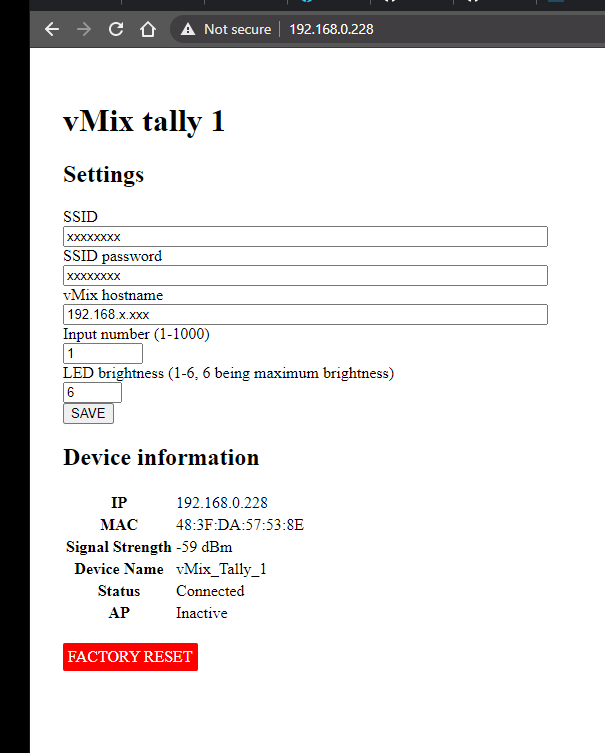 Not secure 192.168.0.228
vMix tally 1
Settings
SSID
xxxxxxxx
SSID password
xxxxxxxx
vMix hostname
192.168.x.xxx
Input number (1-1000)
1
LED brightness (1-6, 6 being maximum brightness)
6
SAVE
Device information
IP 192.168.0.228
MAC 48:3F:DA:57:53:8E
Signal Strength -59 dBm
Device Name vMix_Tally_1
Status Connected
AP Inactive
FACTORY RESET